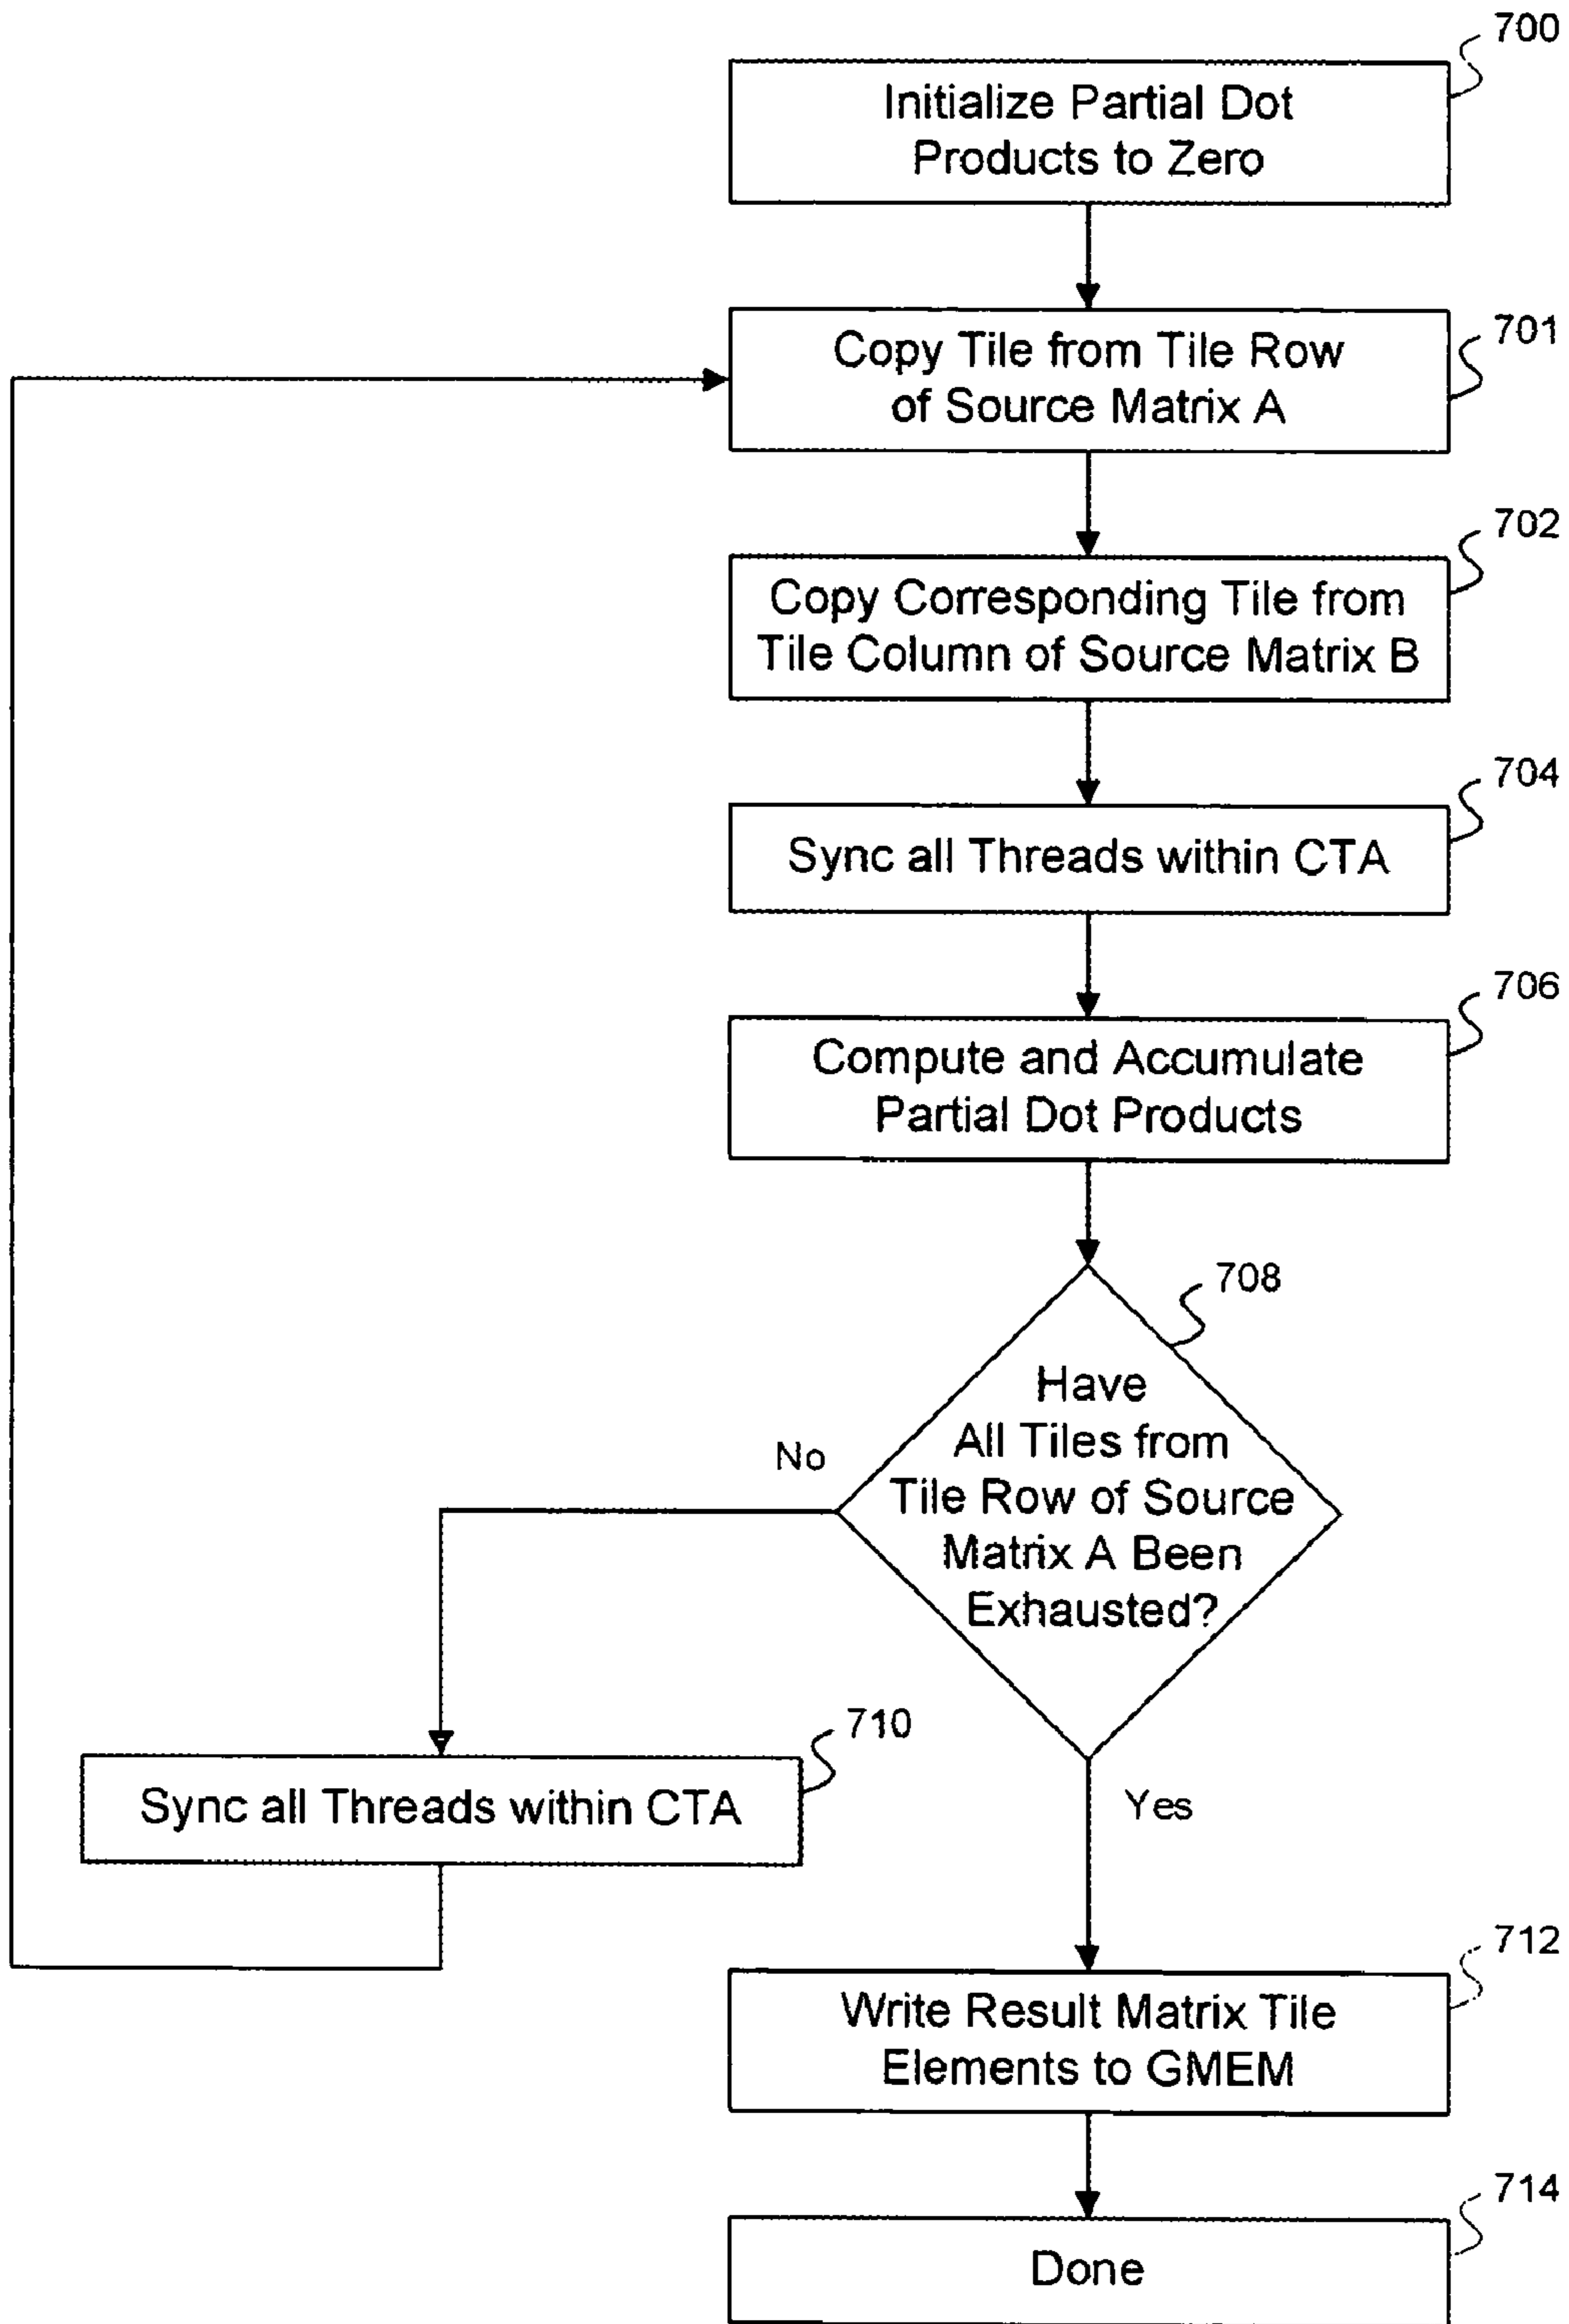 700
Initialize Partial Dot
Products to Zero
701
Copy Tile from Tile Row
of Source Matrix A
702
Copy Corresponding Tile from
Tile Column of Source Matrix B
704
Sync all Threads within CTA
706
Compute and Accumulate
Partial Dot Products
708
Have
All Tiles from
Tile Row of Source
Matrix A Been
Exhausted?
No
710
Sync all Threads within CTA
Yes
712
Write Result Matrix Tile
Elements to GMEM
714
Done